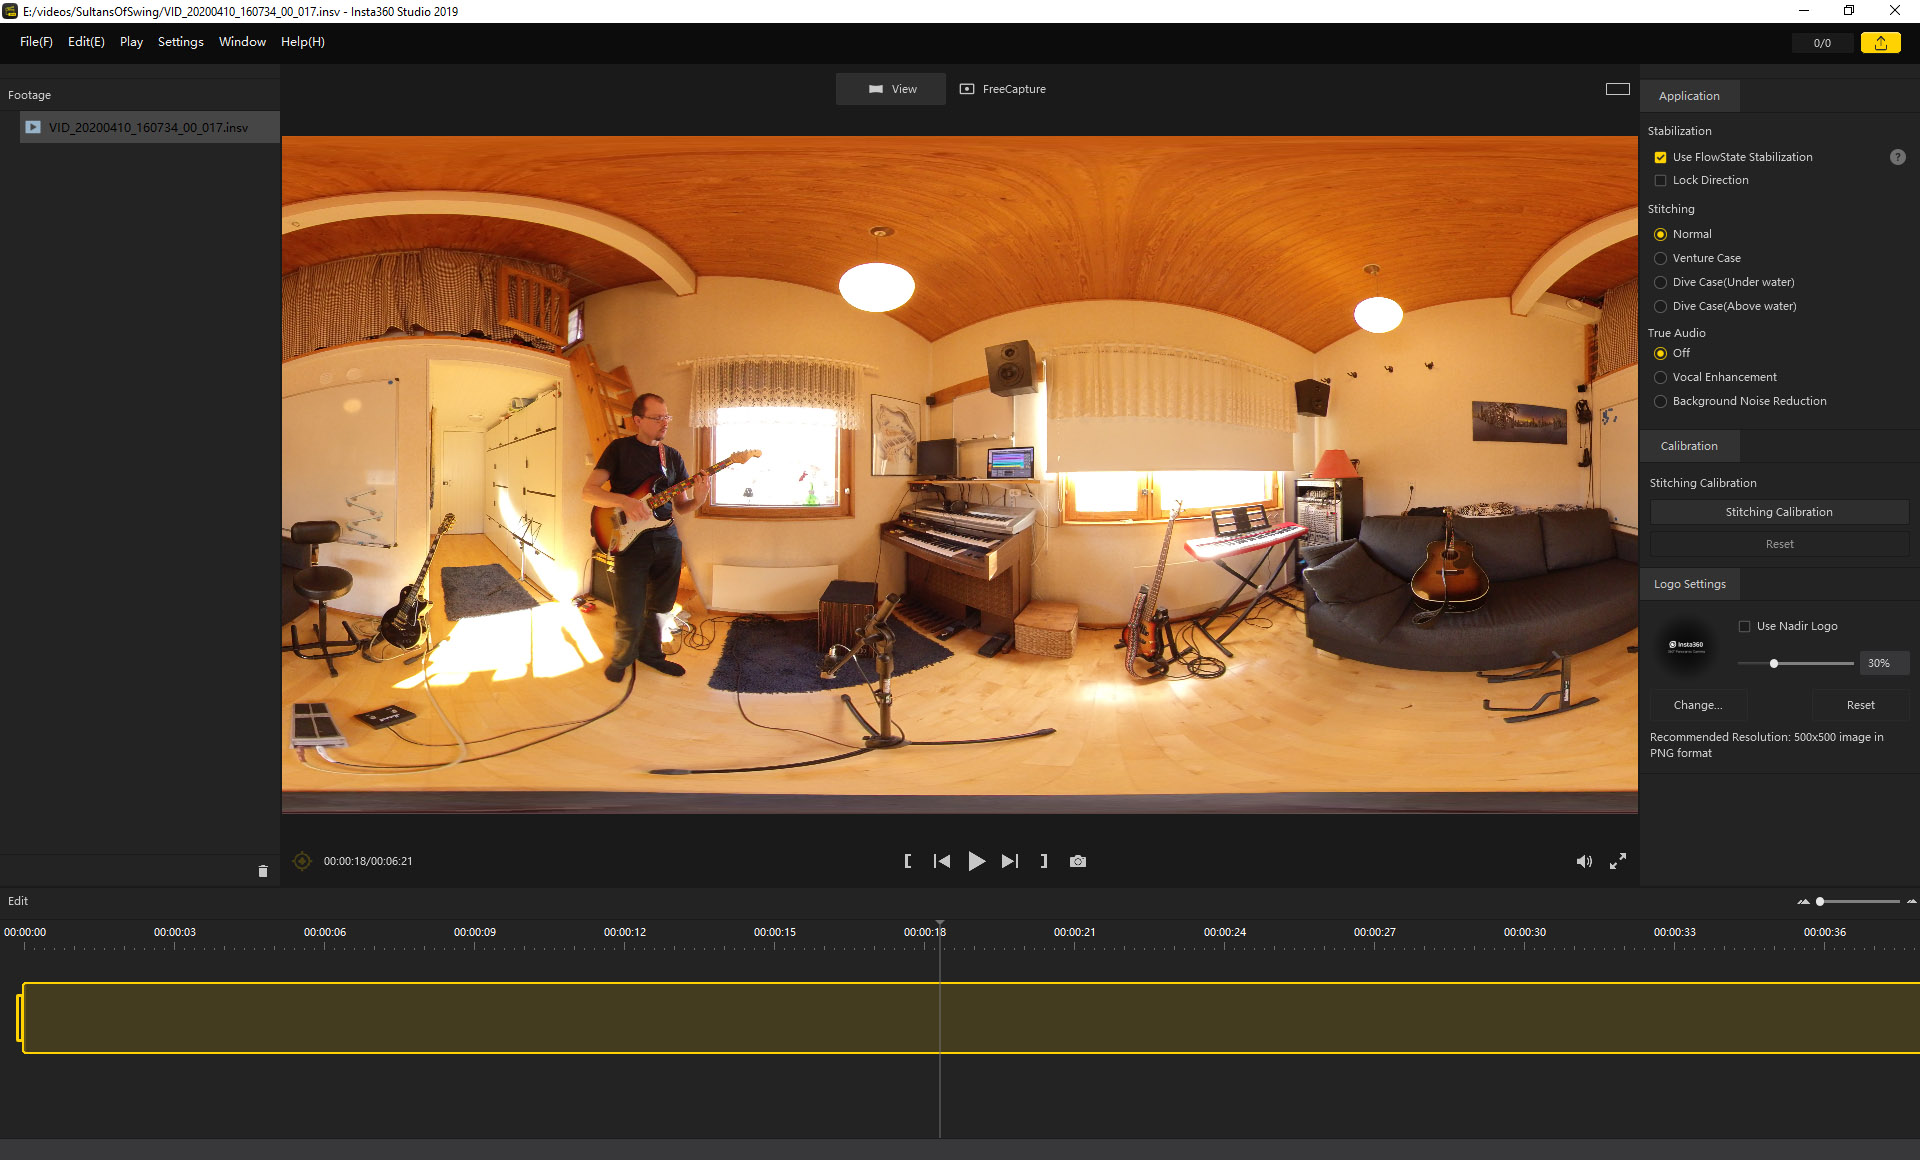 E:/videos/SultansOfSwing/VID_20200410_160734_00_017.insv - Insta360 Studio 2019
File(F) Edit(E) Play Settings Window Help(H)
0/0
Footage
VID_20200410_160734_00_017.insv
View
FreeCapture
Application
Stabilization
Use FlowState Stabilization
?
Lock Direction
Stitching
Normal
Venture Case
Dive Case(Under water)
Dive Case(Above water)
True Audio
Off
Vocal Enhancement
Background Noise Reduction
Calibration
Stitching Calibration
Stitching Calibration
Reset
Logo Settings
Insta360
Use Nadir Logo
30%
Change...
Reset
Recommended Resolution: 500x500 image in
PNG format
00:00:18/00:06:21
Edit
00:00:00 00:00:03 00:00:06 00:00:09 00:00:12 00:00:15 00:00:18 00:00:21 00:00:24 00:00:27 00:00:30 00:00:33 00:00:36